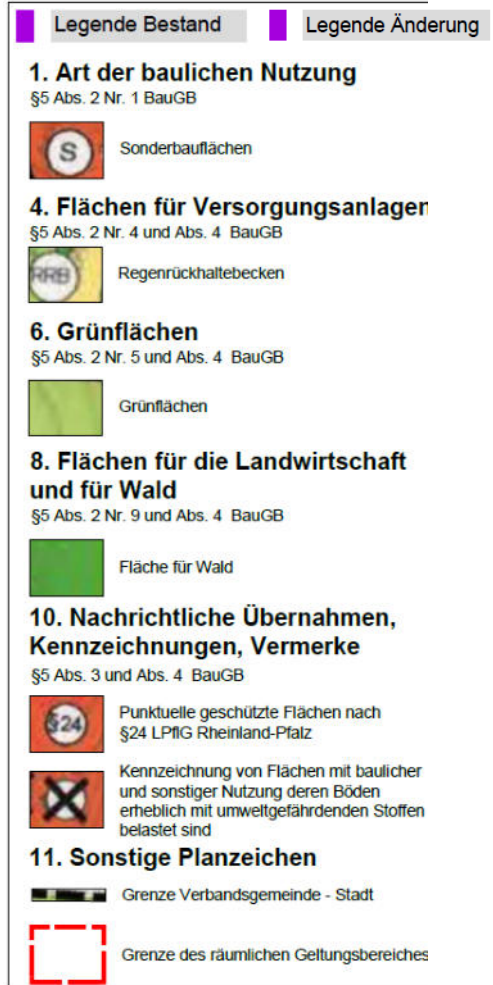 Legende Bestand Legende Änderung
1. Art der baulichen Nutzung
§5 Abs. 2 Nr. 1 BauGB
S Sonderbauflächen
4. Flächen für Versorgungsanlagen
§5 Abs. 2 Nr. 4 und Abs. 4 BauGB
RRB Regenrückhaltebecken
6. Grünflächen
§5 Abs. 2 Nr. 5 und Abs. 4 BauGB
Grünflächen
8. Flächen für die Landwirtschaft
und für Wald
§5 Abs. 2 Nr. 9 und Abs. 4 BauGB
Fläche für Wald
10. Nachrichtliche Übernahmen,
Kennzeichnungen, Vermerke
§5 Abs. 3 und Abs. 4 BauGB
§24 Punktuelle geschützte Flächen nach
§24 LPflG Rheinland-Pfalz
Kennzeichnung von Flächen mit baulicher
und sonstiger Nutzung deren Böden
erheblich mit umweltgefährdenden Stoffen
belastet sind
11. Sonstige Planzeichen
Grenze Verbandsgemeinde - Stadt
Grenze des räumlichen Geltungsbereiches